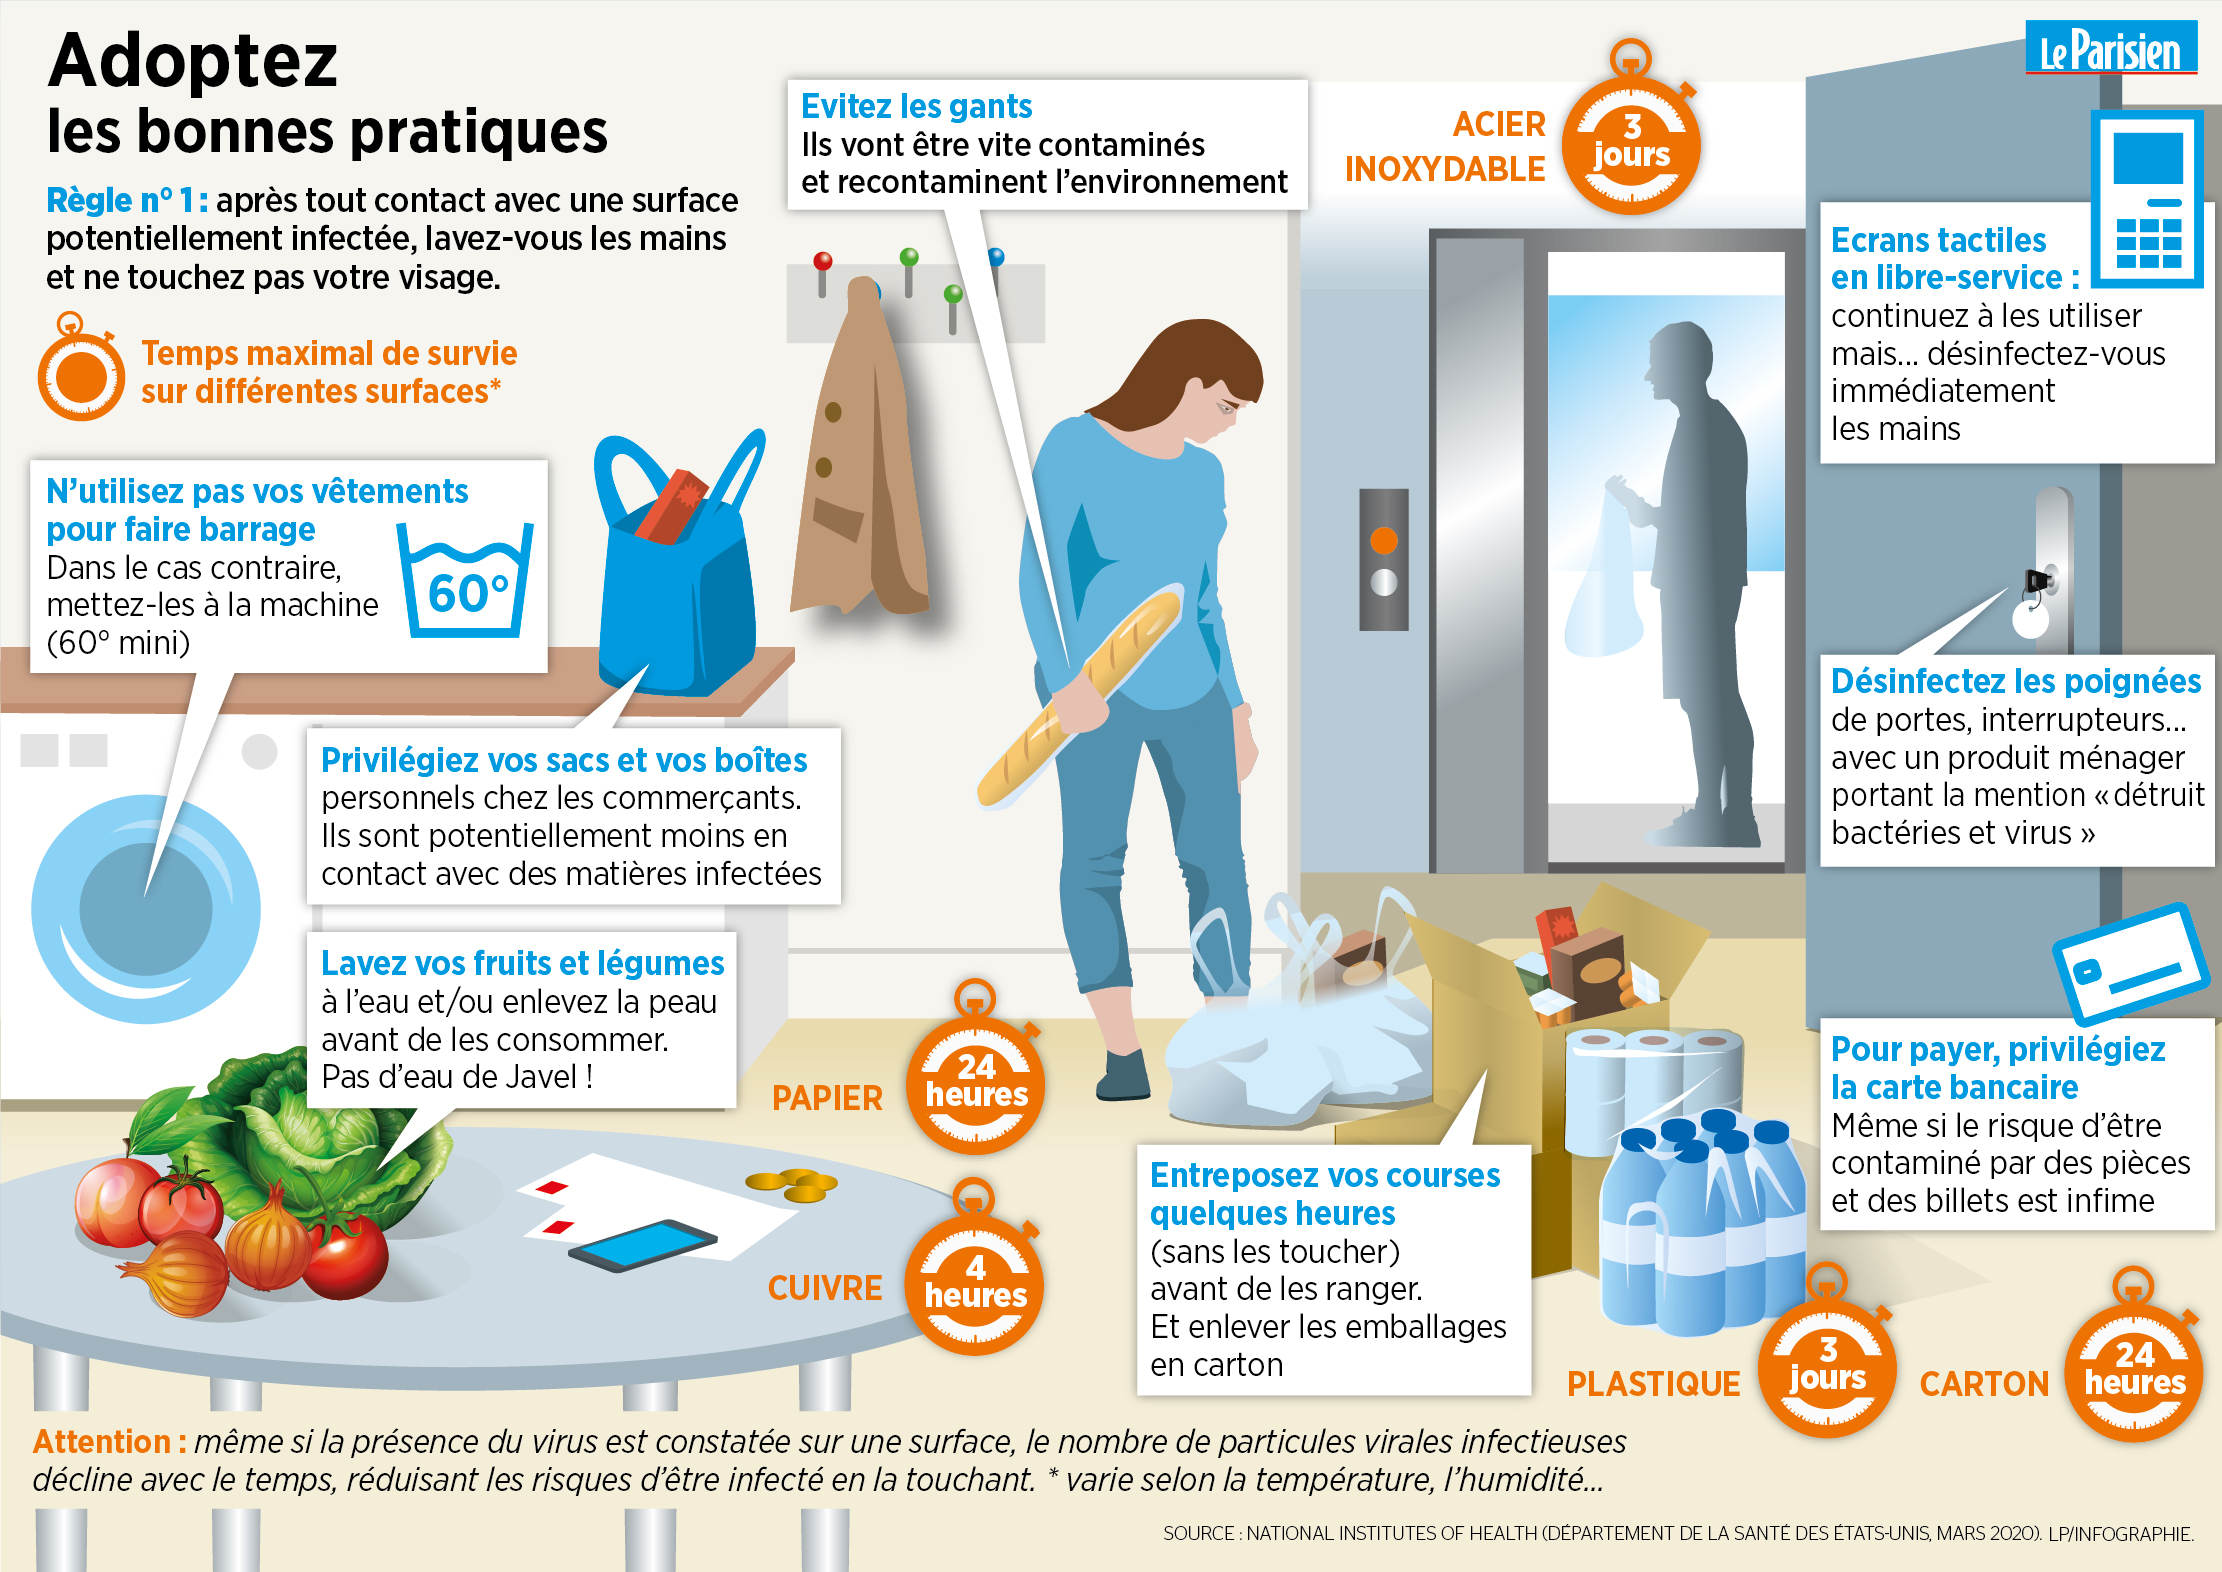 Adoptez
les bonnes pratiques
Règle n° 1 : après tout contact avec une surface
potentiellement infectée, lavez-vous les mains
et ne touchez pas votre visage.
Temps maximal de survie
sur différentes surfaces*
Le Parisien
Evitez les gants
Ils vont être vite contaminés
et recontaminent l’environnement
ACIER
INOXYDABLE
3
jours
Ecrans tactiles
en libre-service :
continuez à les utiliser
mais... désinfectez-vous
immédiatement
les mains
N’utilisez pas vos vêtements
pour faire barrage
Dans le cas contraire,
mettez-les à la machine
(60° mini)
60°
Désinfectez les poignées
de portes, interrupteurs...
avec un produit ménager
portant la mention « détruit
bactéries et virus »
Privilégiez vos sacs et vos boîtes
personnels chez les commerçants.
Ils sont potentiellement moins en
contact avec des matières infectées
Lavez vos fruits et légumes
à l’eau et/ou enlevez la peau
avant de les consommer.
Pas d’eau de Javel !
PAPIER
24
heures
CUIVRE
4
heures
Pour payer, privilégiez
la carte bancaire
Même si le risque d’être
contaminé par des pièces
et des billets est infime
Entreposez vos courses
quelques heures
(sans les toucher)
avant de les ranger.
Et enlever les emballages
en carton
PLASTIQUE
3
jours
CARTON
24
heures
Attention : même si la présence du virus est constatée sur une surface, le nombre de particules virales infectieuses
décline avec le temps, réduisant les risques d’être infecté en la touchant. * varie selon la température, l’humidité...
SOURCE : NATIONAL INSTITUTES OF HEALTH (DÉPARTEMENT DE LA SANTÉ DES ÉTATS-UNIS, MARS 2020). LP/INFOGRAPHIE.